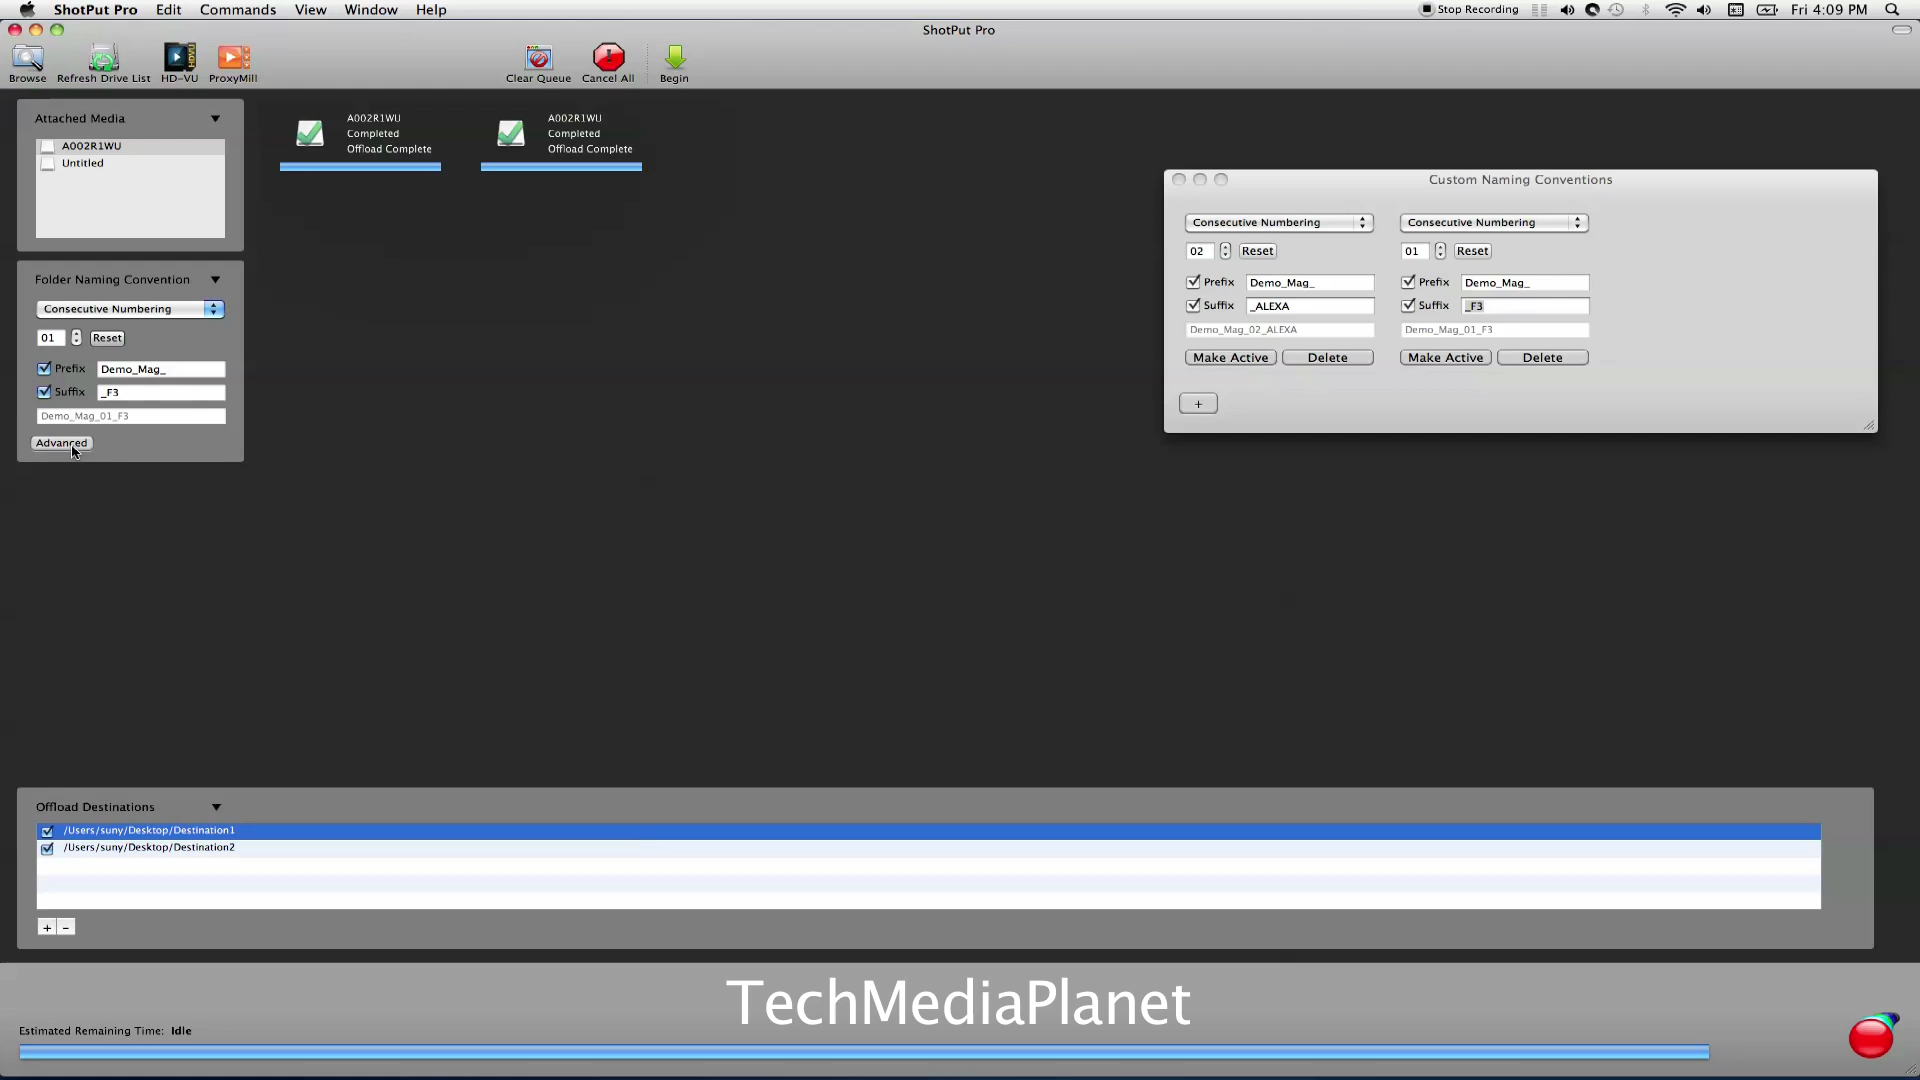 ShotPut Pro Edit Commands View Window Help
Stop Recording Fri 4:09 PM
ShotPut Pro
Browse Refresh Drive List HD-VU ProxyMill Clear Queue Cancel All Begin
Attached Media
A002R1WU
Untitled
A002R1WU
Completed
Offload Complete
A002R1WU
Completed
Offload Complete
Folder Naming Convention
Consecutive Numbering
01 Reset
Prefix Demo_Mag_
Suffix _F3
Demo_Mag_01_F3
Advanced
Custom Naming Conventions
Consecutive Numbering
02 Reset
Prefix Demo_Mag_
Suffix _ALEXA
Demo_Mag_02_ALEXA
Make Active Delete
Consecutive Numbering
01 Reset
Prefix Demo_Mag_
Suffix _F3
Demo_Mag_01_F3
Make Active Delete
+
Offload Destinations
/Users/suny/Desktop/Destination1
/Users/suny/Desktop/Destination2
+ -
TechMediaPlanet
Estimated Remaining Time: Idle